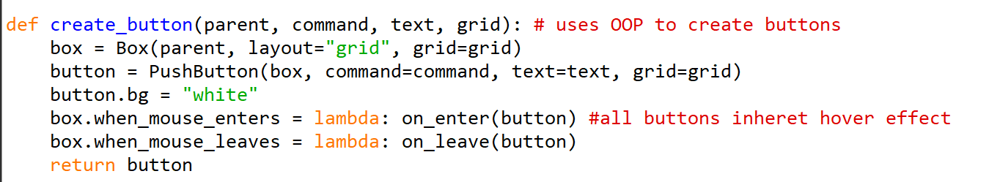 def create_button(parent, command, text, grid): # uses OOP to create buttons
    box = Box(parent, layout="grid", grid=grid)
    button = PushButton(box, command=command, text=text, grid=grid)
    button.bg = "white"
    box.when_mouse_enters = lambda: on_enter(button) #all buttons inheret hover effect
    box.when_mouse_leaves = lambda: on_leave(button)
    return button